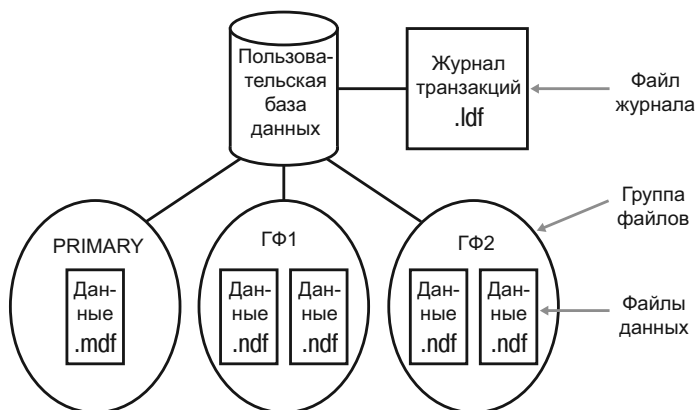 Пользова-
тельская
база
данных
Журнал
транзакций
.ldf
Файл
журнала
Группа
файлов
PRIMARY
Дан-
ные
.mdf
ГФ1
Дан-
ные
.ndf
Дан-
ные
.ndf
ГФ2
Дан-
ные
.ndf
Дан-
ные
.ndf
Файлы
данных